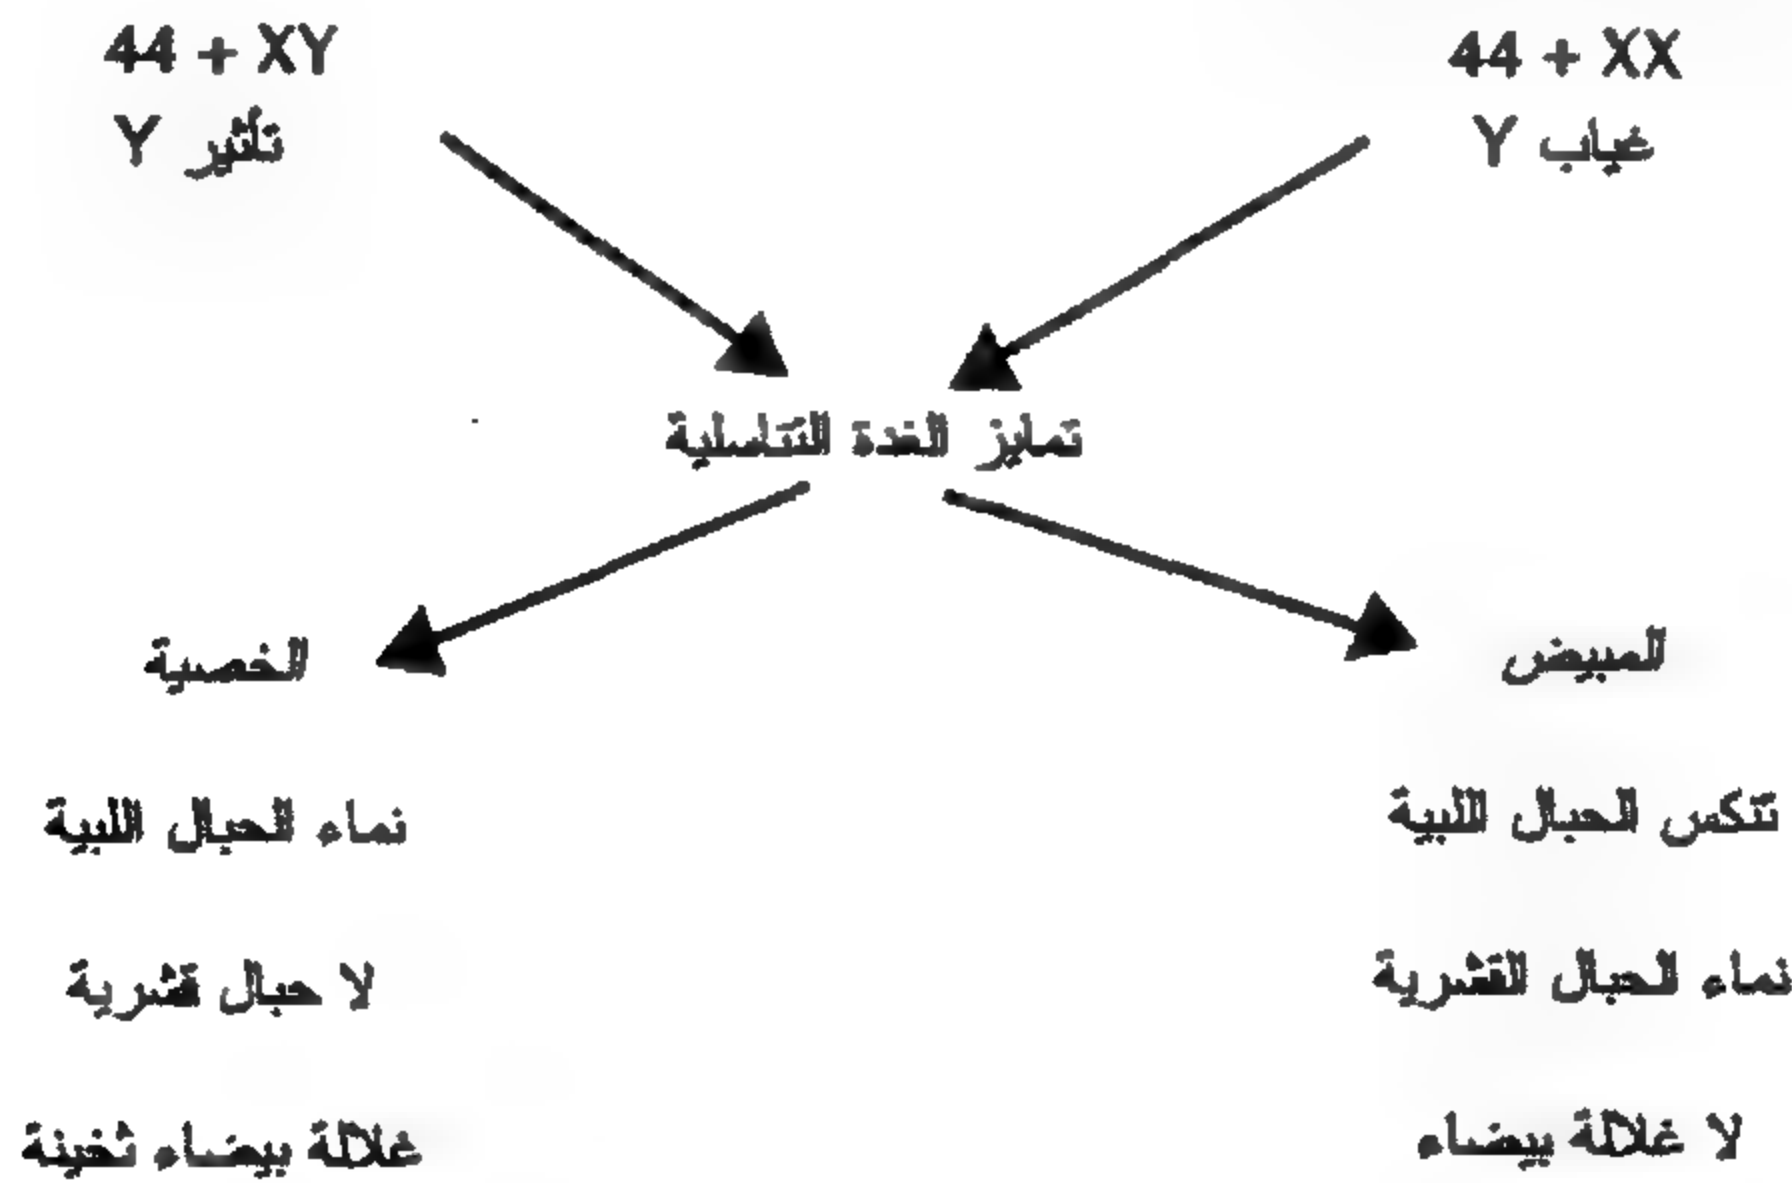 44 + XY
تأثير Y
44 + XX
غياب Y
تمايز الغدة التناسلية
الخصية
نماء الحبال اللبية
لا حبال قشرية
غلالة بيضاء ثخينة
المبيض
تنكس الحبال اللبية
نماء الحبال القشرية
لا غلالة بيضاء